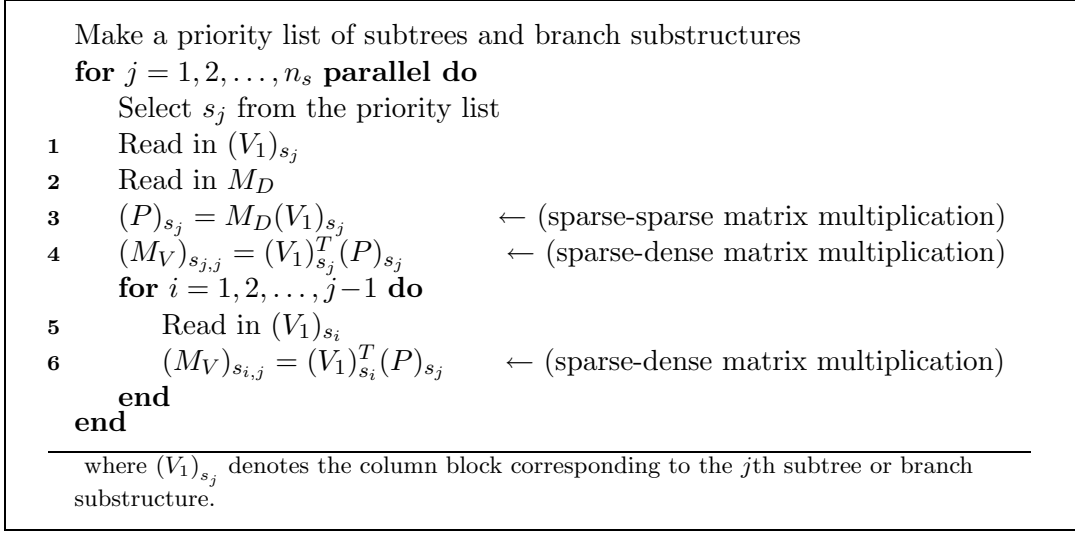 Make a priority list of subtrees and branch substructures
for j = 1, 2, . . . , n_s parallel do
Select s_j from the priority list
1 Read in (V_1)_{s_j}
2 Read in M_D
3 (P)_{s_j} = M_D(V_1)_{s_j} ← (sparse-sparse matrix multiplication)
4 (M_V)_{s_{j,j}} = (V_1)^T_{s_j}(P)_{s_j} ← (sparse-dense matrix multiplication)
for i = 1, 2, . . . , j−1 do
5 Read in (V_1)_{s_i}
6 (M_V)_{s_{i,j}} = (V_1)^T_{s_i}(P)_{s_j} ← (sparse-dense matrix multiplication)
end
end
where (V_1)_{s_j} denotes the column block corresponding to the jth subtree or branch
substructure.